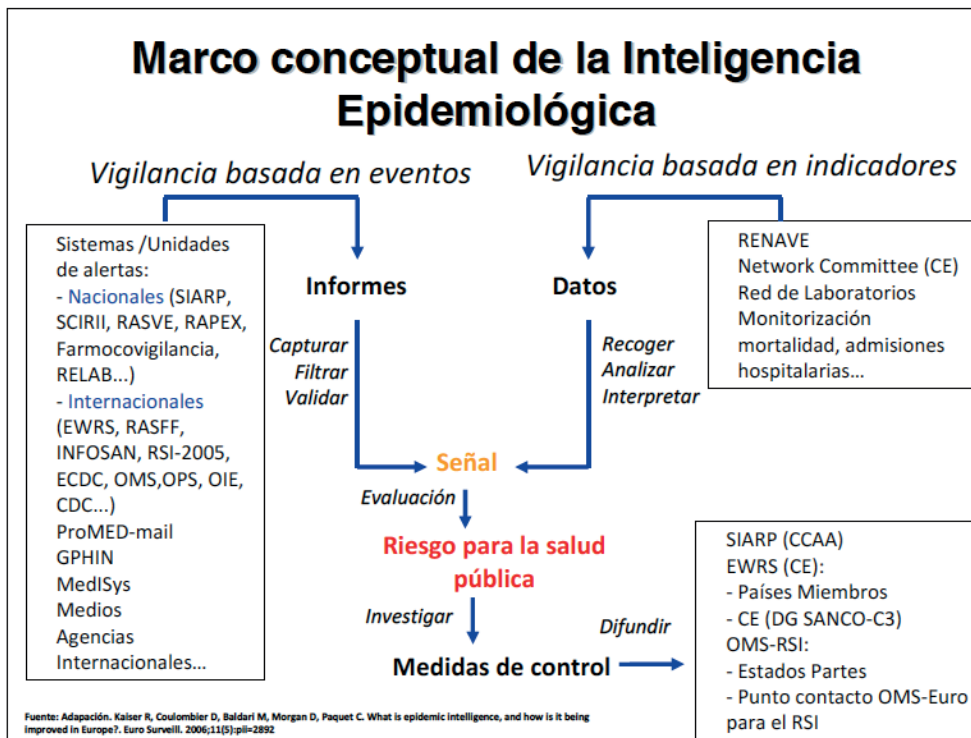 Marco conceptual de la Inteligencia
Epidemiológica
Vigilancia basada en eventos
Vigilancia basada en indicadores
Sistemas /Unidades
de alertas:
- Nacionales (SIARP,
SCIRII, RASVE, RAPEX,
Farmocovigilancia,
RELAB...)
- Internacionales
(EWRS, RASFF,
INFOSAN, RSI-2005,
ECDC, OMS,OPS, OIE,
CDC...)
ProMED-mail
GPHIN
MedISys
Medios
Agencias
Internacionales…
Informes
Datos
RENAVE
Network Committee (CE)
Red de Laboratorios
Monitorización
mortalidad, admisiones
hospitalarias…
Capturar
Filtrar
Validar
Recoger
Analizar
Interpretar
Señal
Evaluación
Riesgo para la salud
pública
Investigar
Difundir
Medidas de control
SIARP (CCAA)
EWRS (CE):
- Países Miembros
- CE (DG SANCO-C3)
OMS-RSI:
- Estados Partes
- Punto contacto OMS-Euro
para el RSI
Fuente: Adapación. Kaiser R, Coulombier D, Baldari M, Morgan D, Paquet C. What is epidemic intelligence, and how is it being
improved in Europe?. Euro Surveill. 2006;11(5):pii=2892